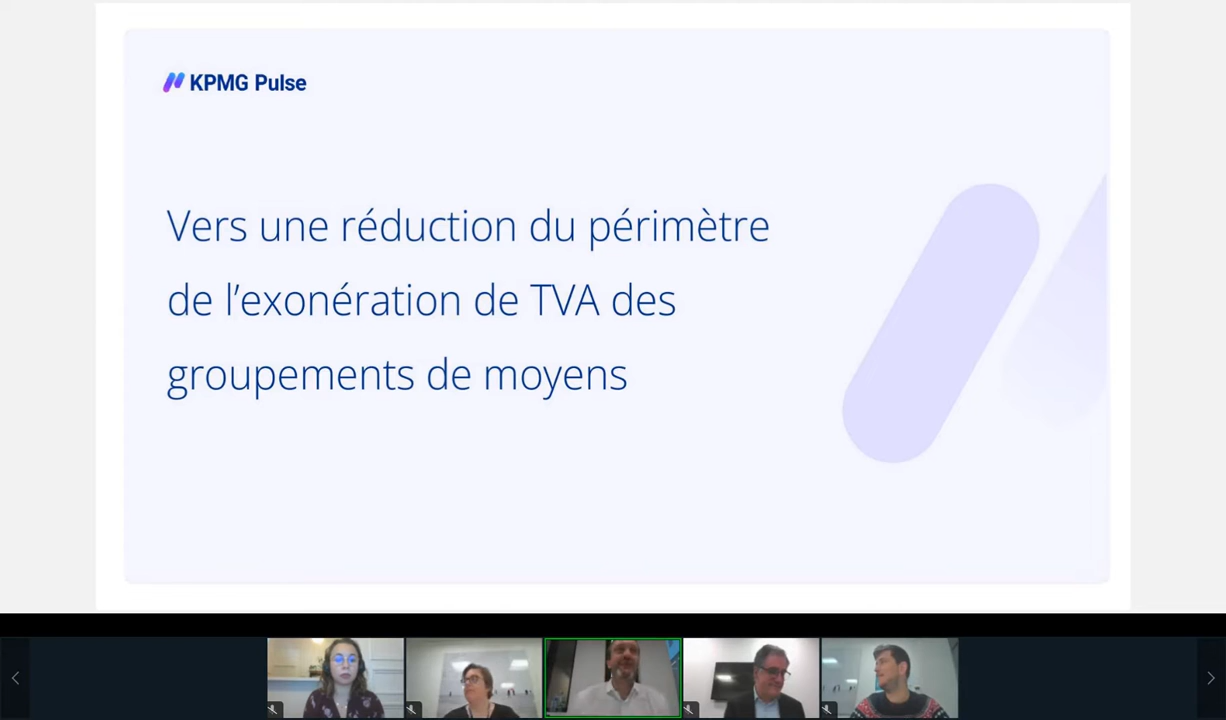 KPMG Pulse
Vers une réduction du périmètre
de l'exonération de TVA des
groupements de moyens